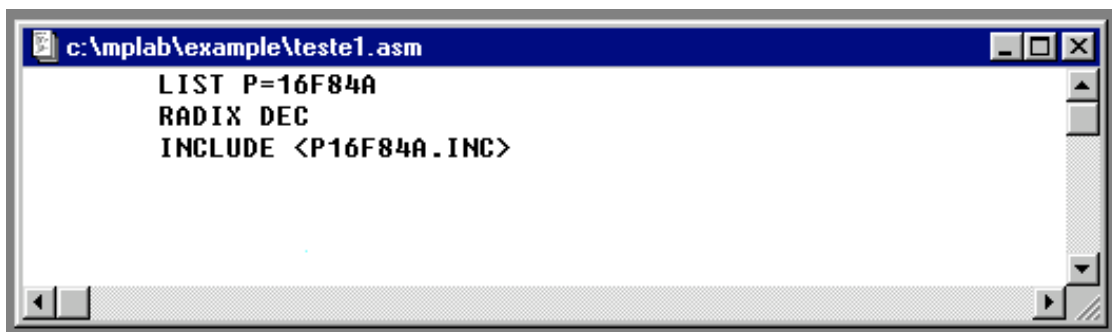 c:\mplab\example\teste1.asm
LIST P=16F84A
RADIX DEC
INCLUDE <P16F84A.INC>